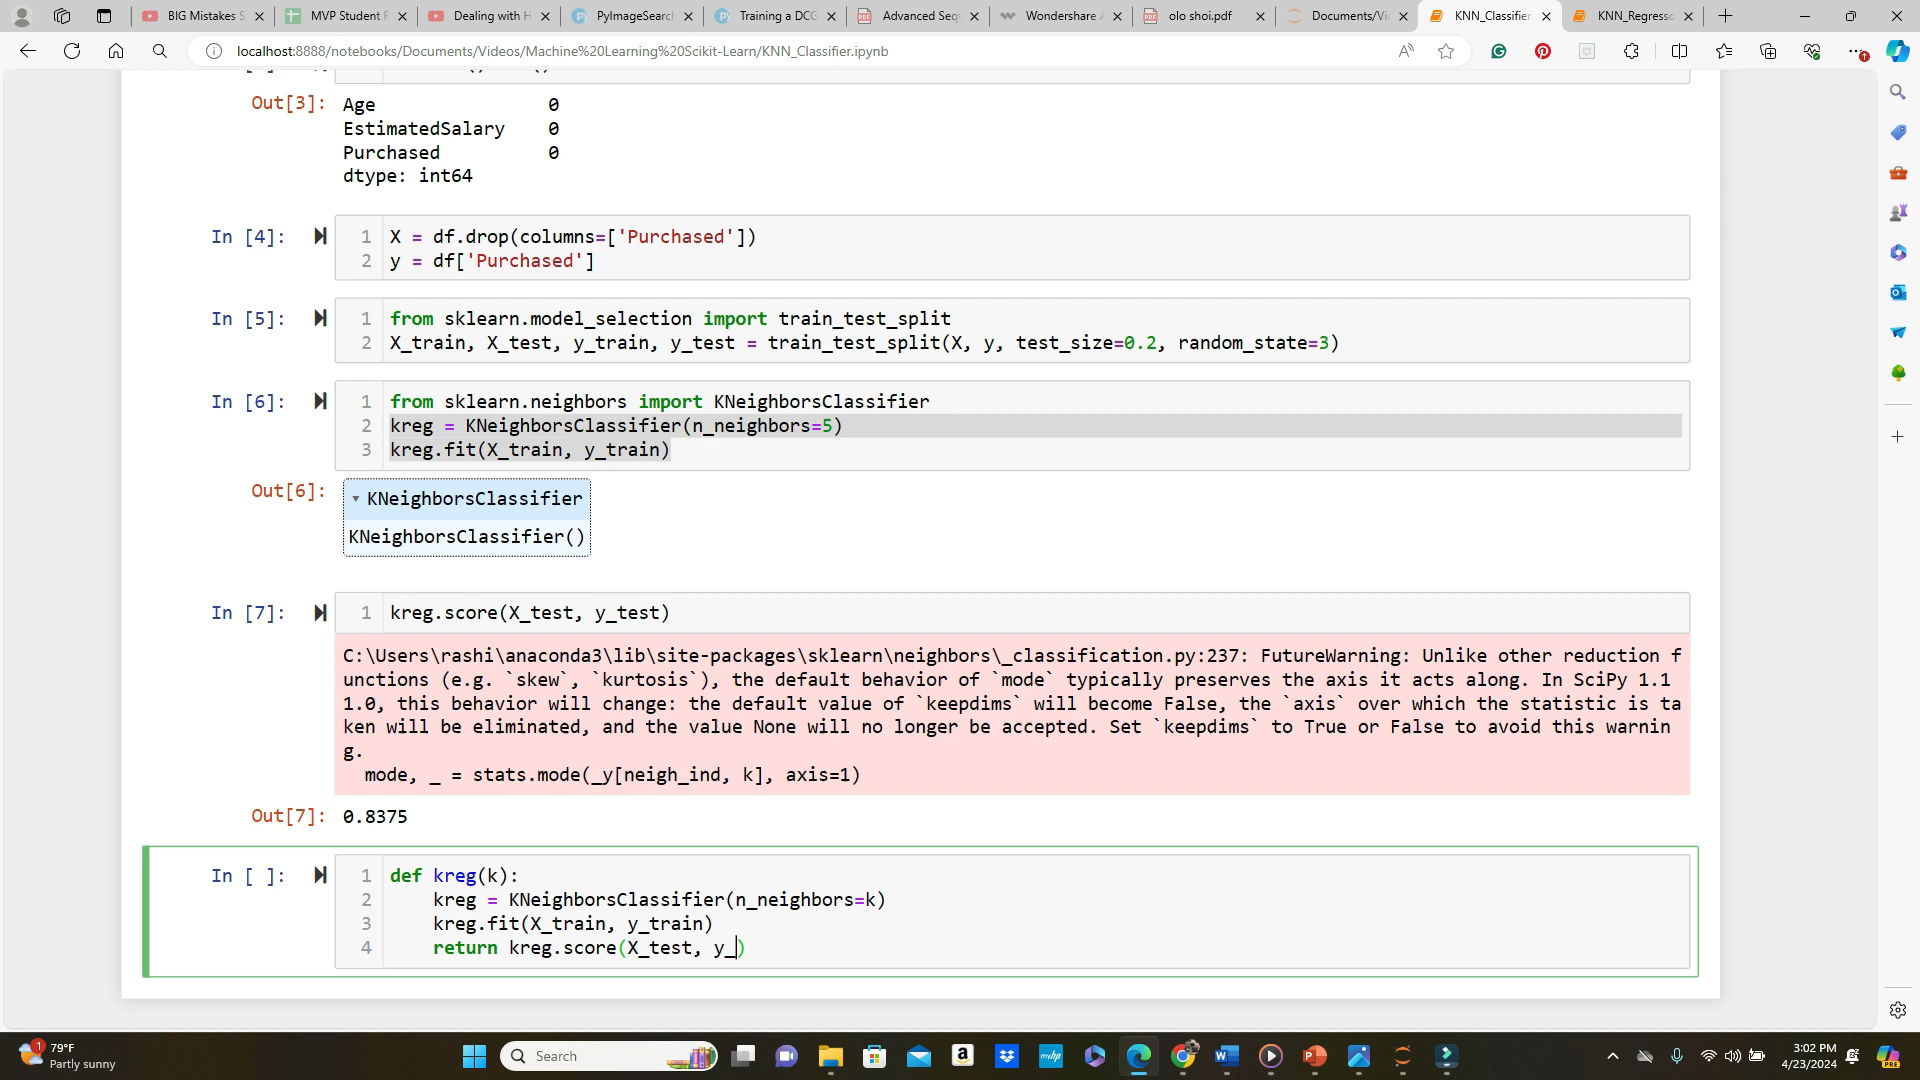 BIG Mistakes S
MVP Student F
Dealing with H
PyImageSearc
Training a DCG
Advanced Seq
Wondershare A
olo shoi.pdf
Documents/Vi
KNN_Classifier
KNN_Regresso
localhost:8888/notebooks/Documents/Videos/Machine%20Learning%20Scikit-Learn/KNN_Classifier.ipynb
Out[3]: Age 0
EstimatedSalary 0
Purchased 0
dtype: int64
In [4]: 1 X = df.drop(columns=['Purchased'])
2 y = df['Purchased']
In [5]: 1 from sklearn.model_selection import train_test_split
2 X_train, X_test, y_train, y_test = train_test_split(X, y, test_size=0.2, random_state=3)
In [6]: 1 from sklearn.neighbors import KNeighborsClassifier
2 kreg = KNeighborsClassifier(n_neighbors=5)
3 kreg.fit(X_train, y_train)
Out[6]: KNeighborsClassifier
KNeighborsClassifier()
In [7]: 1 kreg.score(X_test, y_test)
C:\Users\rashi\anaconda3\lib\site-packages\sklearn\neighbors\_classification.py:237: FutureWarning: Unlike other reduction f
unctions (e.g. `skew`, `kurtosis`), the default behavior of `mode` typically preserves the axis it acts along. In SciPy 1.1
1.0, this behavior will change: the default value of `keepdims` will become False, the `axis` over which the statistic is ta
ken will be eliminated, and the value None will no longer be accepted. Set `keepdims` to True or False to avoid this warnin
g.
mode, _ = stats.mode(_y[neigh_ind, k], axis=1)
Out[7]: 0.8375
In [ ]: 1 def kreg(k):
2 kreg = KNeighborsClassifier(n_neighbors=k)
3 kreg.fit(X_train, y_train)
4 return kreg.score(X_test, y_)
1 79°F
Partly sunny
Search
myhp
3:02 PM
4/23/2024
PRE